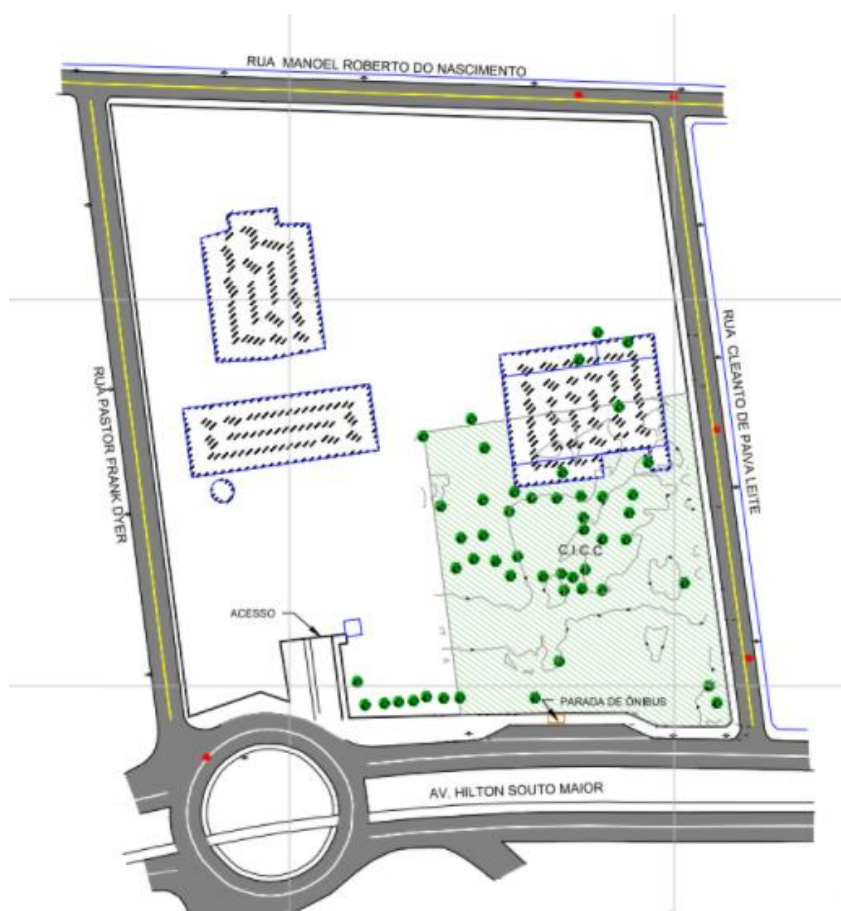 RUA MANOEL ROBERTO DO NASCIMENTO
RUA CLEANTO DE PAIVA LEITE
RUA PASTOR FRANK DYER
C.I.C.C
ACESSO
PARADA DE ÔNIBUS
AV. HILTON SOUTO MAIOR